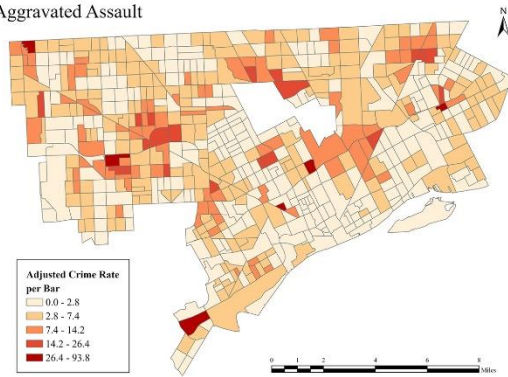 Aggravated Assault
N
Adjusted Crime Rate
per Bar
0.0 - 2.8
2.8 - 7.4
7.4 - 14.2
14.2 - 26.4
26.4 - 93.8
0 1 2 4 6 8
Miles